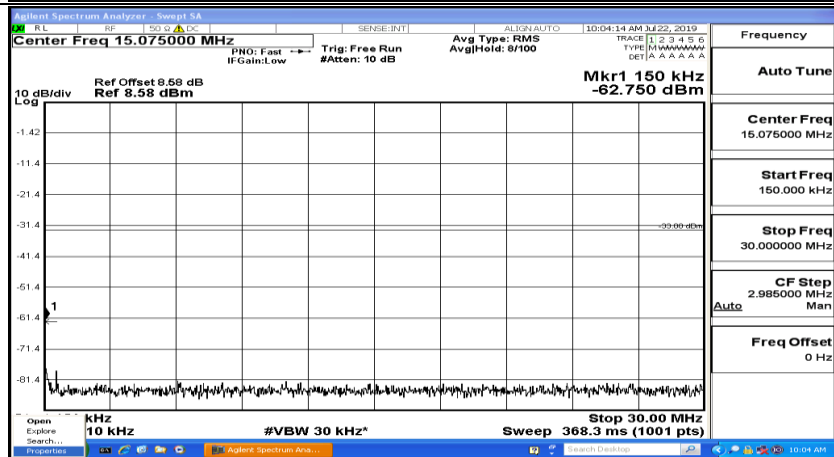 Agilent Spectrum Analyzer - Swept SA
RL RF 50 Ω DC SENSE:INT ALIGN AUTO 10:04:14 AM Jul 22, 2019
Center Freq 15.075000 MHz
PNO: Fast
IFGain:Low
Trig: Free Run
#Atten: 10 dB
Avg Type: RMS
Avg|Hold: 8/100
TRACE 1 2 3 4 5 6
TYPE M
DET A A A A A A
Ref Offset 8.58 dB
Ref 8.58 dBm
10 dB/div
Log
Mkr1 150 kHz
-62.750 dBm
-1.42
-11.4
-21.4
-31.4
-33.00 dBm
-41.4
-51.4
1
-61.4
-71.4
-81.4
kHz
Stop 30.00 MHz
10 kHz
#VBW 30 kHz*
Sweep 368.3 ms (1001 pts)
Frequency
Auto Tune
Center Freq
15.075000 MHz
Start Freq
150.000 kHz
Stop Freq
30.000000 MHz
CF Step
2.985000 MHz
Auto Man
Freq Offset
0 Hz
Open
Explore
Search...
Properties
Agilent Spectrum Ana...
Search Desktop
10:04 AM